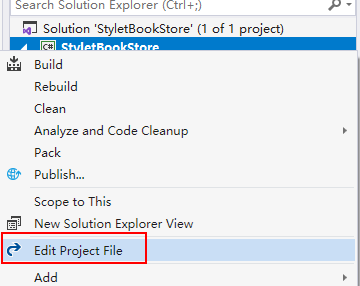 Search Solution Explorer (Ctrl+;)
Solution 'StyletBookStore' (1 of 1 project)
C# StyletBookStore
Build
Rebuild
Clean
Analyze and Code Cleanup
Pack
Publish...
Scope to This
New Solution Explorer View
Edit Project File
Add